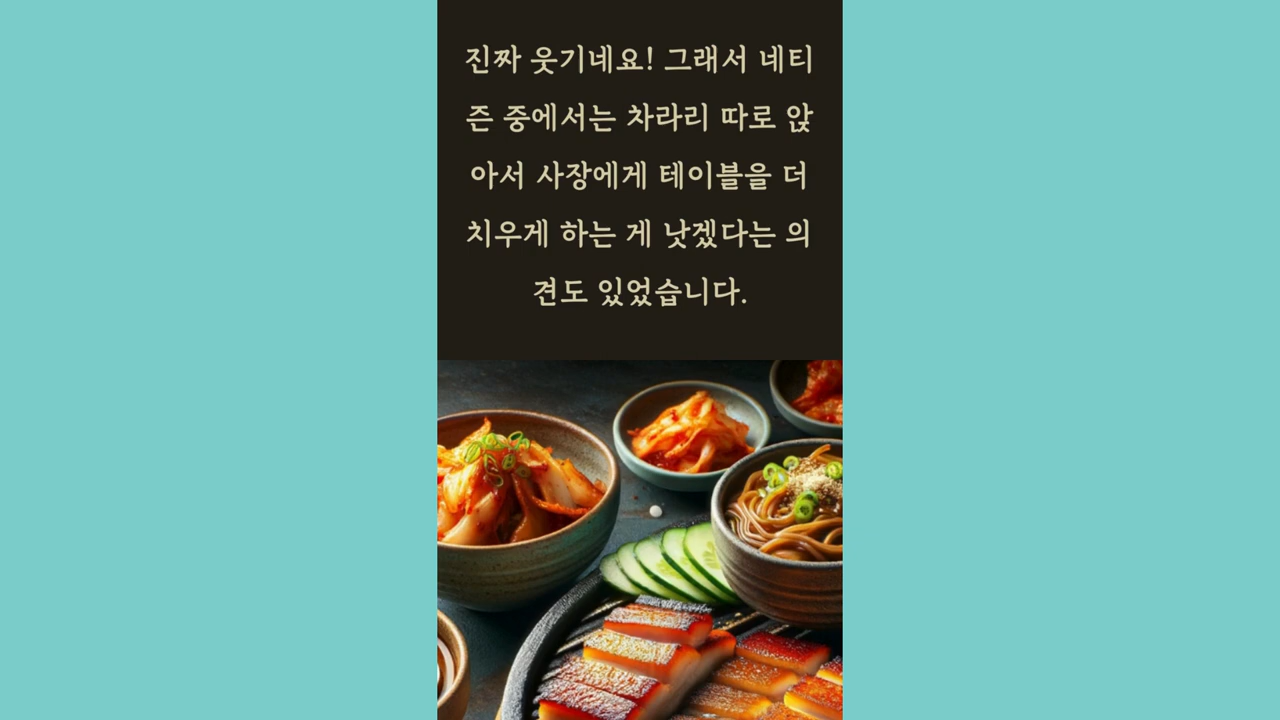 진짜 웃기네요! 그래서 네티
즌 중에서는 차라리 따로 앉
아서 사장에게 테이블을 더
치우게 하는 게 낫겠다는 의
견도 있었습니다.